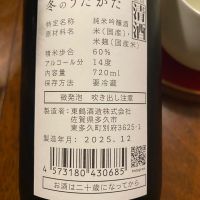 冬のうたかた
清酒
特定名称 純米吟醸酒
原材料名 米(国産)
米麹(国産米)
精米歩合 60%
アルコール分 14度
内容量 720ml
保存方法 要冷蔵
微発泡 吹き出し注意
製造者:東鶴酒造株式会社
佐賀県多久市
東多久町別府3625-1
製造年月:2025.12
4 573180 430685
お酒は二十歳になってから